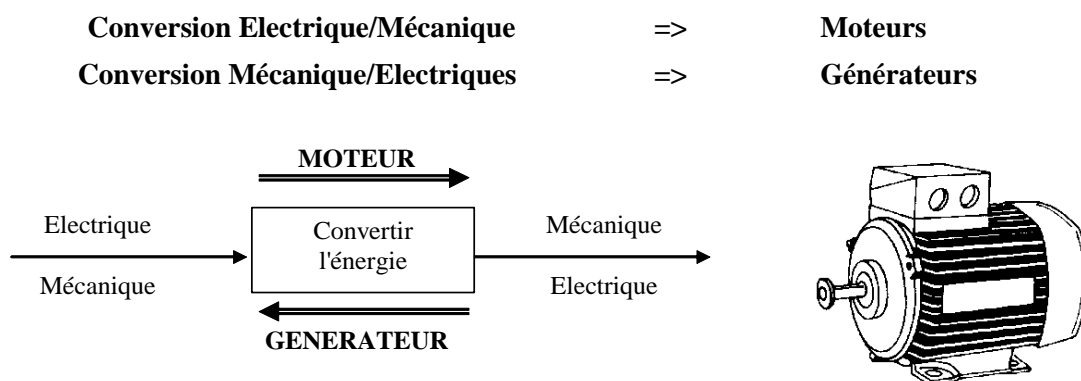 Conversion Electrique/Mécanique => Moteurs
Conversion Mécanique/Electriques => Générateurs
MOTEUR
Electrique
Mécanique
Convertir
l'énergie
Mécanique
Electrique
GENERATEUR